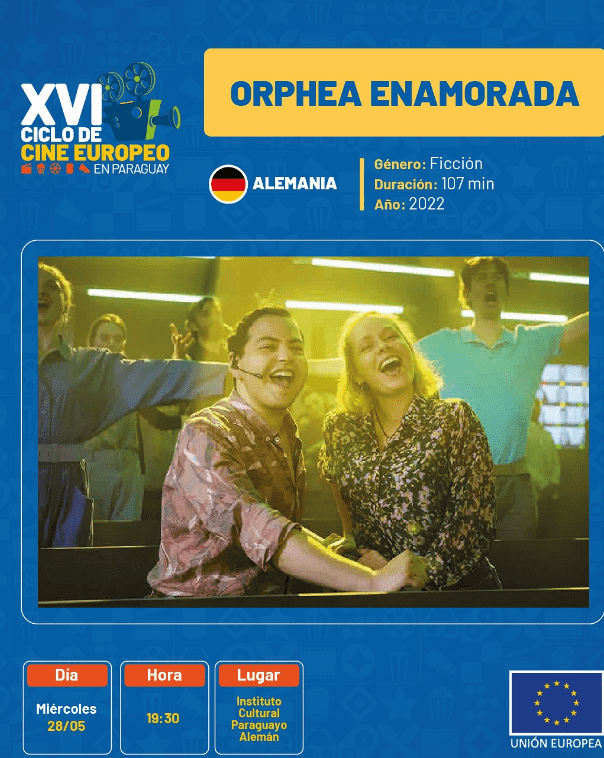 XVI
CICLO DE
CINE EUROPEO
EN PARAGUAY
ORPHEA ENAMORADA
ALEMANIA
Género: Ficción
Duración: 107 min
Año: 2022
Día
Miércoles
28/05
Hora
19:30
Lugar
Instituto
Cultural
Paraguayo
Alemán
UNIÓN EUROPEA